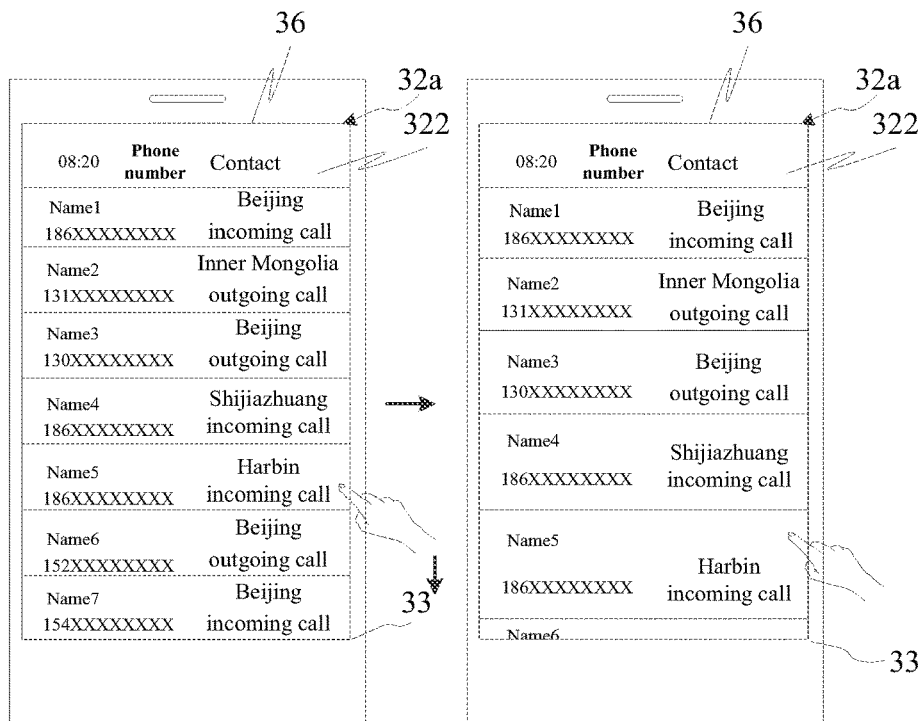 36
32a
322
08:20 Phone number Contact
Name1
186XXXXXXXX
Beijing
incoming call
Name2
131XXXXXXXX
Inner Mongolia
outgoing call
Name3
130XXXXXXXX
Beijing
outgoing call
Name4
186XXXXXXXX
Shijiazhuang
incoming call
Name5
186XXXXXXXX
Harbin
incoming call
Name6
152XXXXXXXX
Beijing
outgoing call
Name7
154XXXXXXXX
Beijing
incoming call
33
36
32a
322
08:20 Phone number Contact
Name1
186XXXXXXXX
Beijing
incoming call
Name2
131XXXXXXXX
Inner Mongolia
outgoing call
Name3
130XXXXXXXX
Beijing
outgoing call
Name4
186XXXXXXXX
Shijiazhuang
incoming call
Name5
186XXXXXXXX
Harbin
incoming call
Name6
33